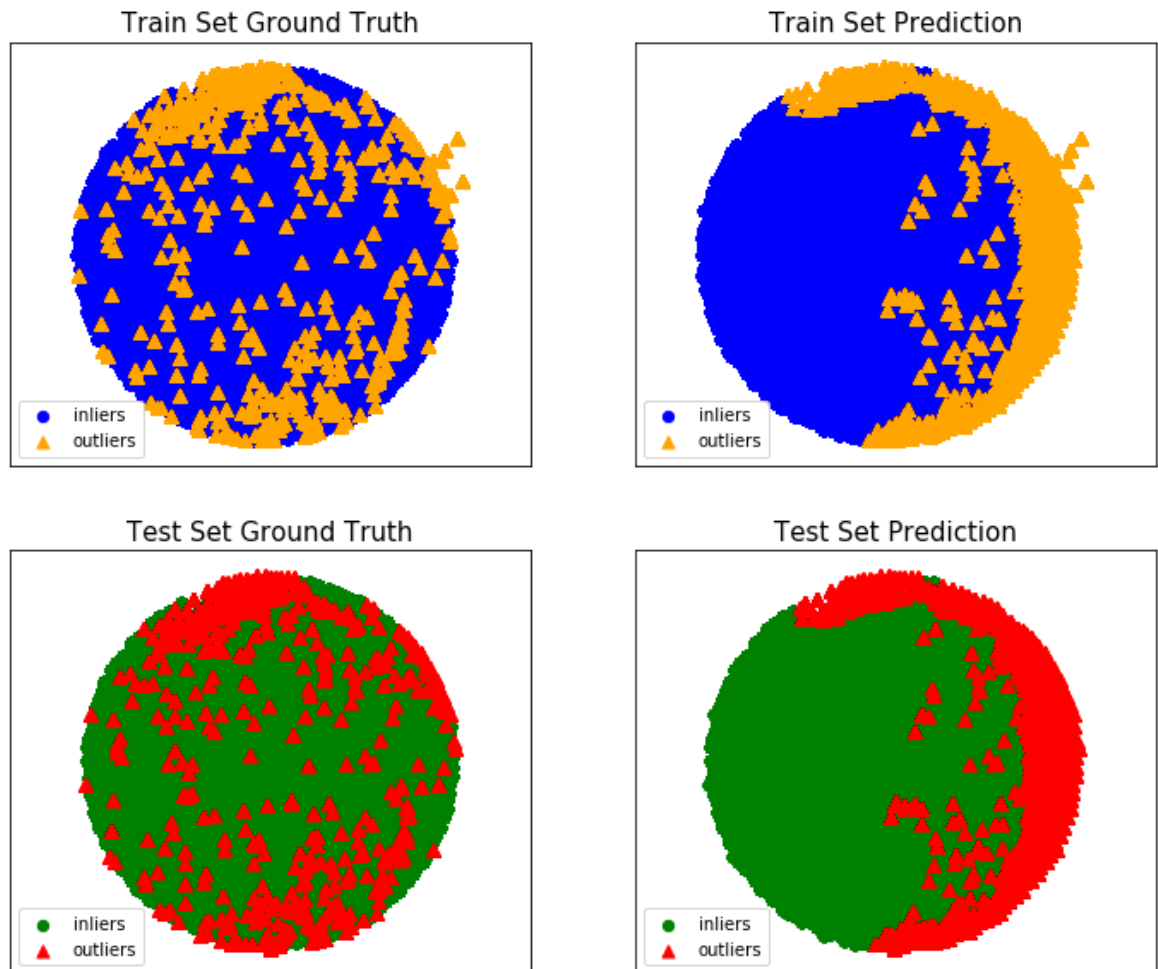 Train Set Ground Truth
Train Set Prediction
inliers
outliers
inliers
outliers
Test Set Ground Truth
Test Set Prediction
inliers
outliers
inliers
outliers